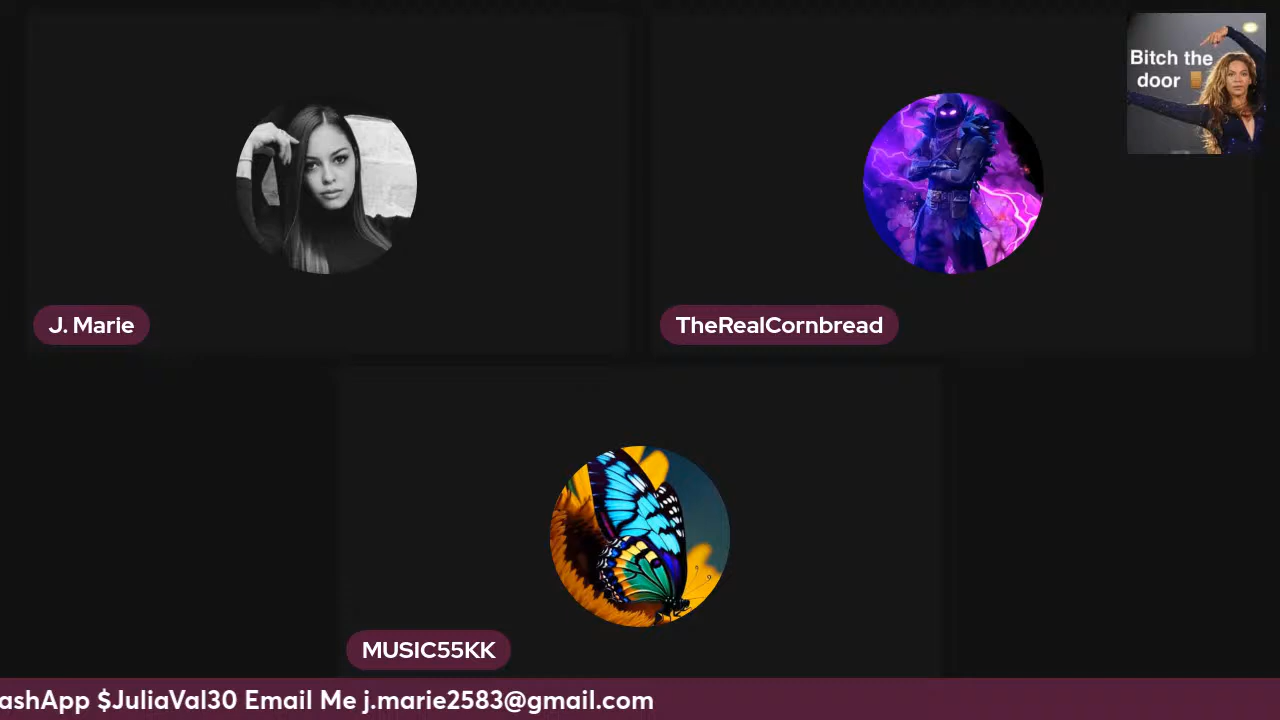 Bitch the
door
J. Marie
TheRealCornbread
MUSIC55KK
ashApp $JuliaVal30 Email Me j.marie2583@gmail.com